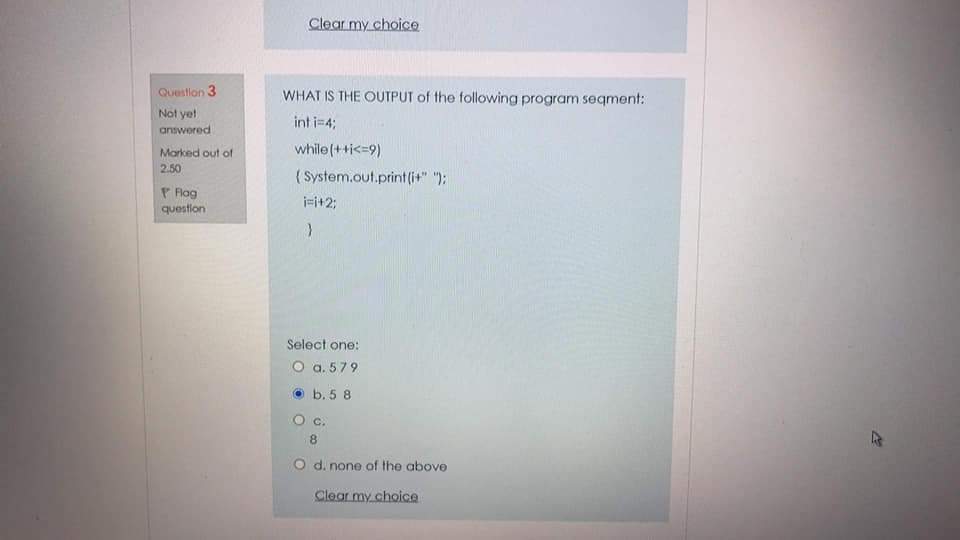 Clear my choice
Question 3
Not yet
answered
Marked out of
2.50
Flag
question
WHAT IS THE OUTPUT of the following program seqment:
int i=4;
while(++i<=9)
{ System.out.print(i+" ");
i=i+2;
}
Select one:
a. 5 7 9
b. 5 8
c.
8
d. none of the above
Clear my choice